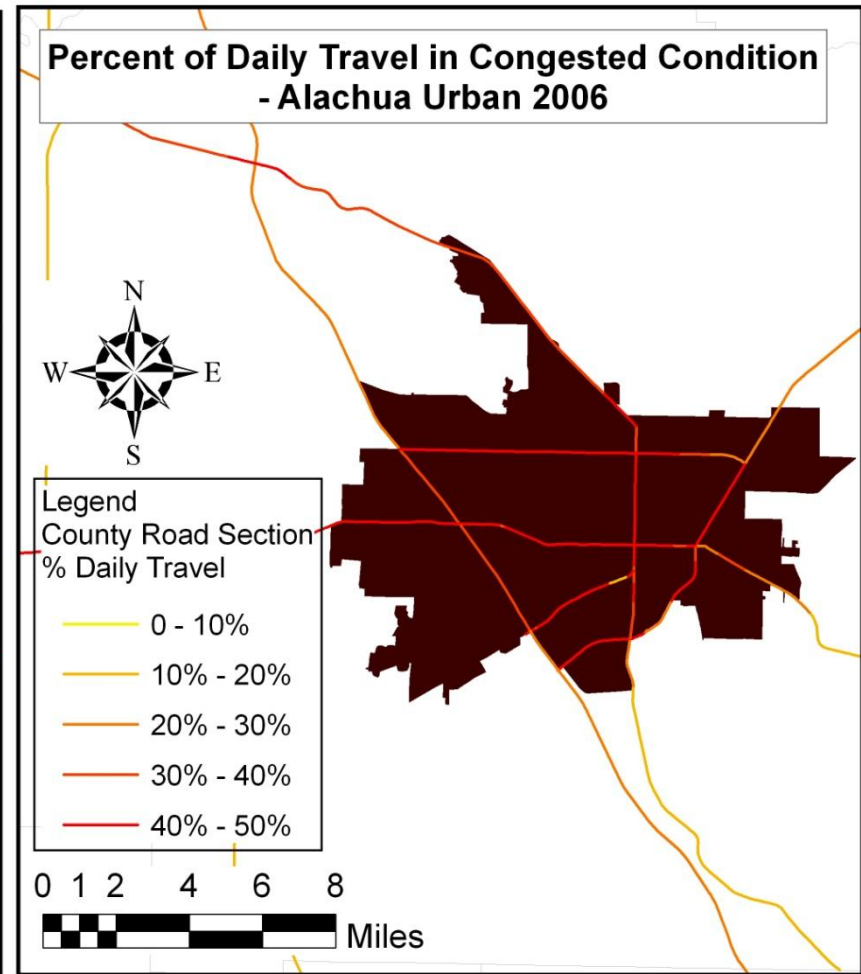 Percent of Daily Travel in Congested Condition
- Alachua Urban 2006
N
W E
S
Legend
County Road Section
% Daily Travel
0 - 10%
10% - 20%
20% - 30%
30% - 40%
40% - 50%
0 1 2 4 6 8
Miles